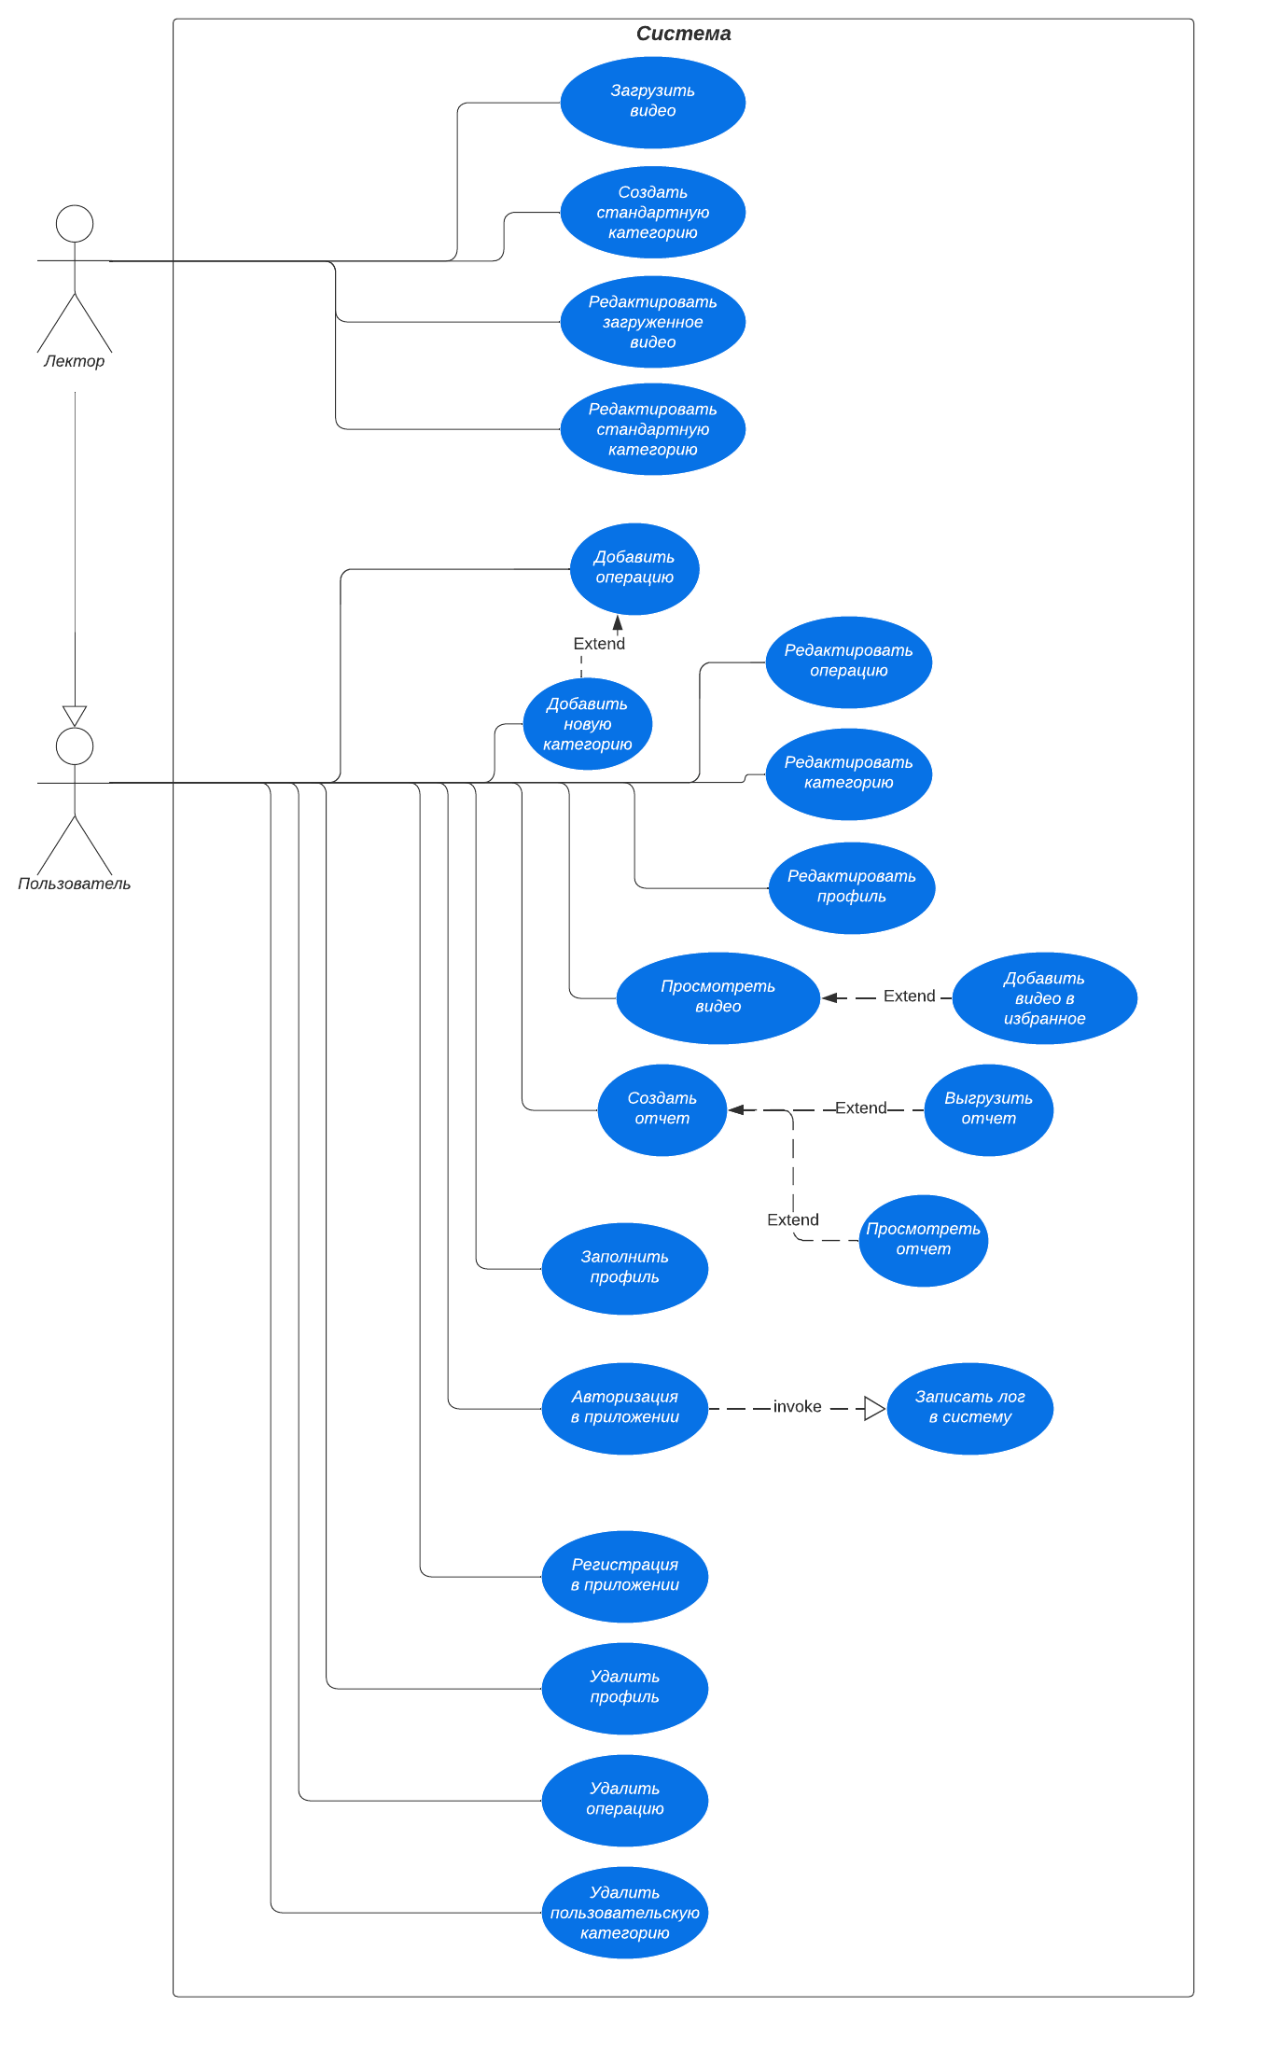 Система
Загрузить
видео
Создать
стандартную
категорию
Редактировать
загруженное
видео
Лектор
Редактировать
стандартную
категорию
Добавить
операцию
Extend
Редактировать
операцию
Добавить
новую
категорию
Редактировать
категорию
Пользователь
Редактировать
профиль
Просмотреть
видео
Extend
Добавить
видео в
избранное
Создать
отчет
Extend
Выгрузить
отчет
Extend
Просмотреть
отчет
Заполнить
профиль
Авторизация
в приложении
invoke
Записать лог
в систему
Регистрация
в приложении
Удалить
профиль
Удалить
операцию
Удалить
пользовательскую
категорию